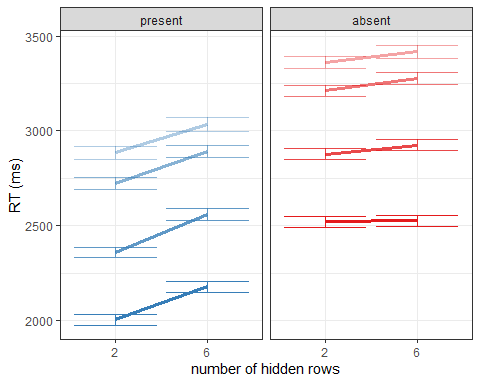 present absent
3500
3000
2500
2000
RT (ms)
2 6 2 6
number of hidden rows